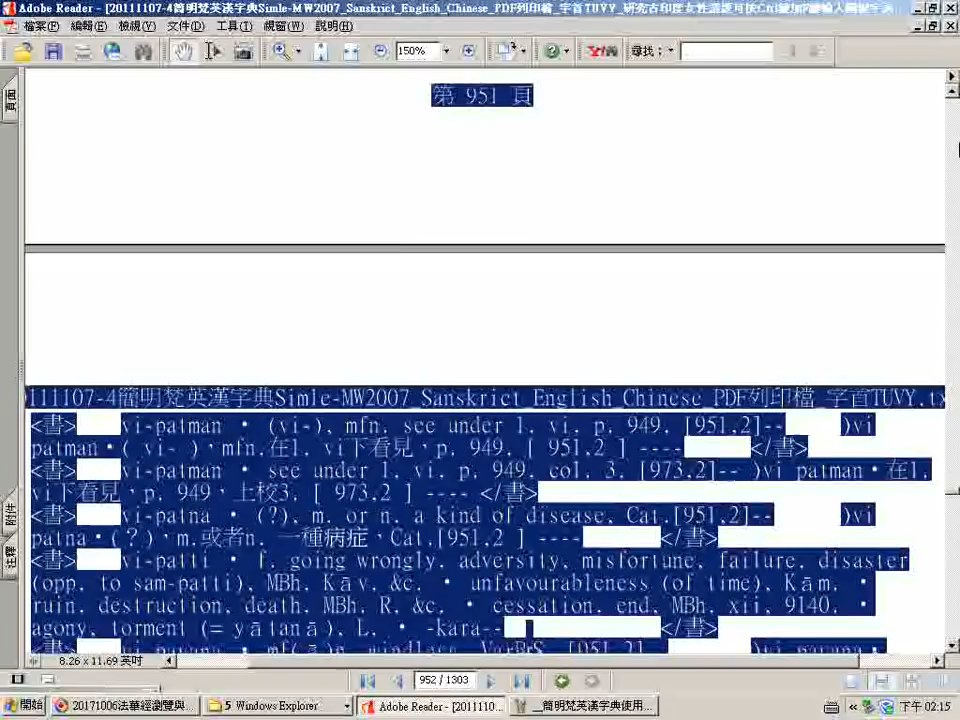 Adobe Reader - [20111107-4簡明梵英漢字典Simle-MW2007_Sanskrict_English_Chinese_PDF列印檔_字首TUVY_研究古印度女性議題可按Ctrl鍵加F鍵輸入關鍵字尋
檔案(F) 編輯(E) 檢視(V) 文件(D) 工具(T) 視窗(W) 說明(H)
150% 尋找:
頁面
第 951 頁
111107-4簡明梵英漢字典Simle-MW2007_Sanskrict_English_Chinese_PDF列印檔_字首TUVY.tx
<書> vi-patman • (vi-), mfn. see under 1. vi, p. 949. [951,2]-- )vi
patman•( vi- )，mfn.在1. vi下看見，p. 949. [ 951,2 ] ---- </書>
<書> vi-patman • see under 1. vi, p. 949, col. 3. [973,2]-- )vi patman•在1.
vi下看見，p. 949，上校3. [ 973,2 ] ---- </書>
<書> vi-patna • (?), m. or n. a kind of disease, Cat.[951,2]-- )vi
patna•(?)，m.或者n. 一種病症，Cat.[951,2 ] ---- </書>
<書> vi-patti • f. going wrongly, adversity, misfortune, failure, disaster
(opp. to sam-patti), MBh. Kāv. &c. • unfavourableness (of time), Kām. •
ruin, destruction, death, MBh. R. &c. • cessation, end, MBh. xii, 9140. •
agony, torment (= yātanā), L. • -kara-- </書>
附件
註釋
8.26 x 11.69 英吋
952 / 1303
開始 20171006法華經瀏覽與... 5 Windows Explorer Adobe Reader - [2011110... __簡明梵英漢字典使用... 下午 02:15